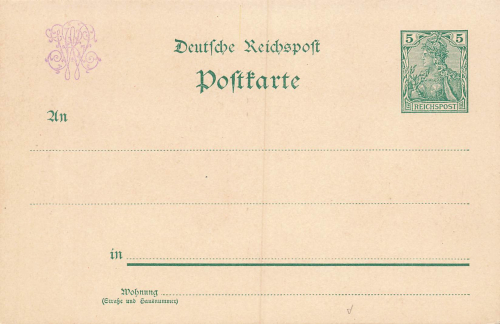 Deutsche Reichspost
Postkarte
5 5
REICHSPOST
An
in
Wohnung
(Straße und Hausnummer)